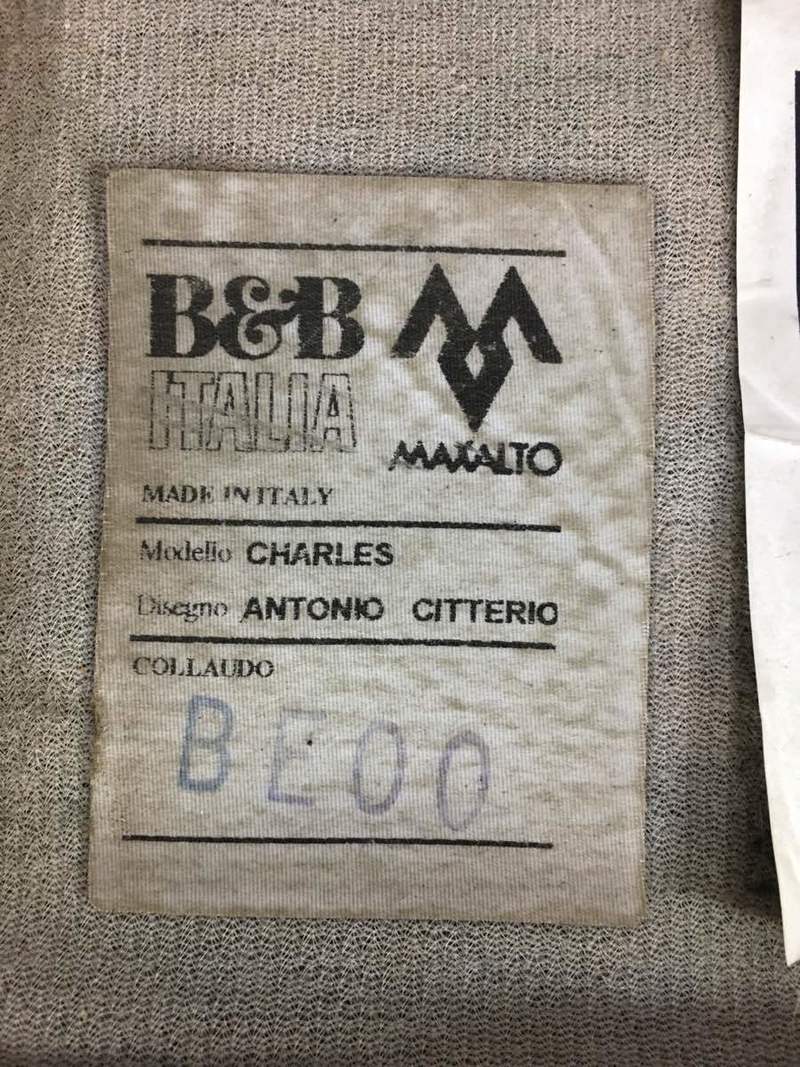 B&B
ITALIA
MAXALTO
MADE IN ITALY
Modello CHARLES
Disegno ANTONIO CITTERIO
COLLAUDO
BE00